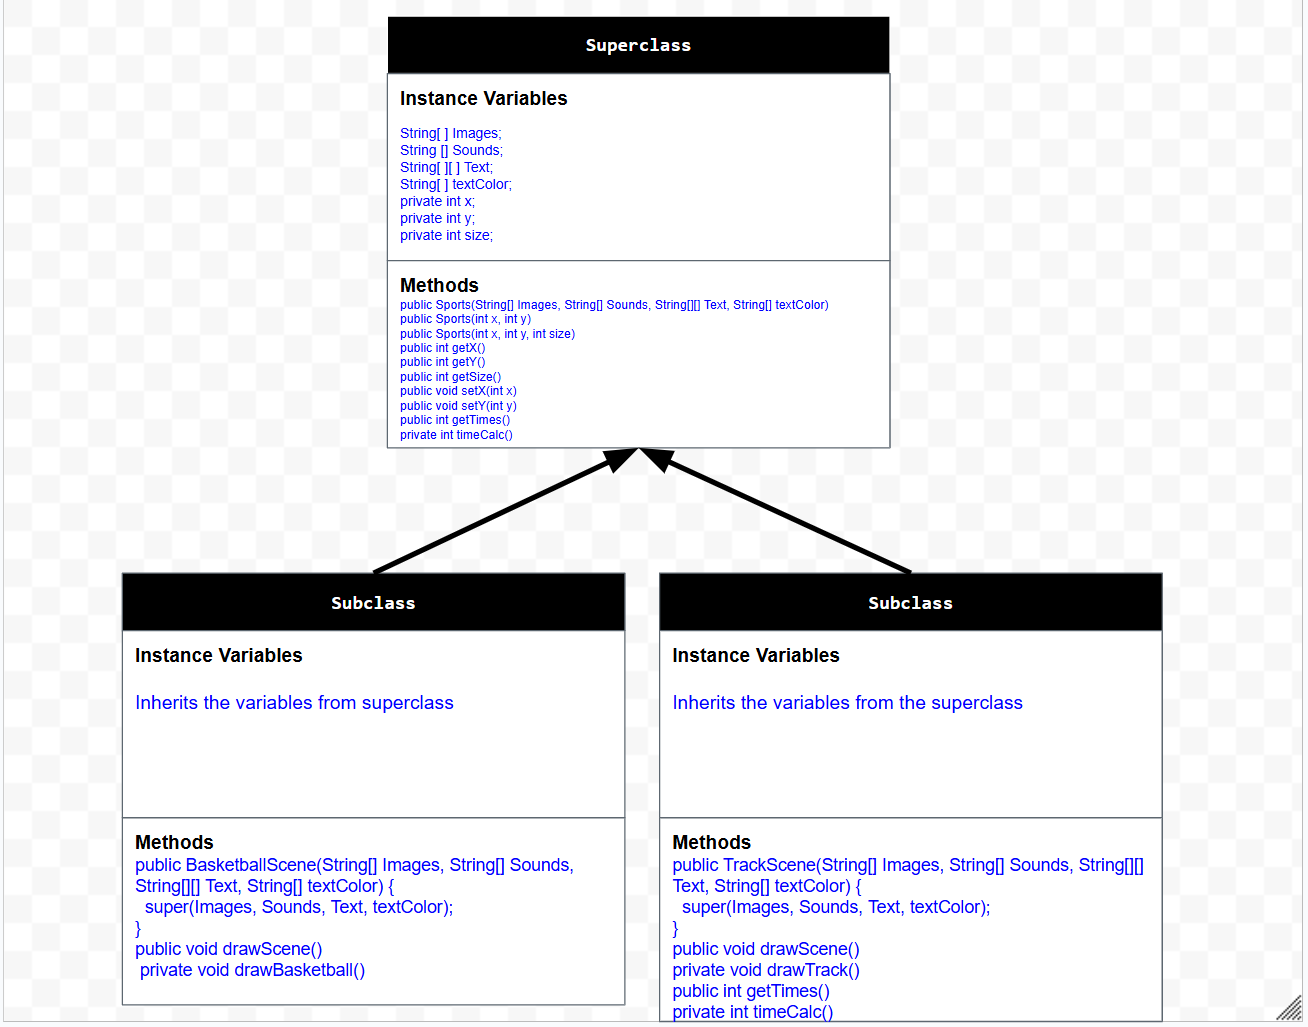 Superclass
Instance Variables
String[ ] Images;
String [] Sounds;
String[ ][ ] Text;
String[ ] textColor;
private int x;
private int y;
private int size;
Methods
public Sports(String[] Images, String[] Sounds, String[][] Text, String[] textColor)
public Sports(int x, int y)
public Sports(int x, int y, int size)
public int getX()
public int getY()
public int getSize()
public void setX(int x)
public void setY(int y)
public int getTimes()
private int timeCalc()
Subclass
Instance Variables
Inherits the variables from superclass
Methods
public BasketballScene(String[] Images, String[] Sounds,
String[][] Text, String[] textColor) {
super(Images, Sounds, Text, textColor);
}
public void drawScene()
private void drawBasketball()
Subclass
Instance Variables
Inherits the variables from the superclass
Methods
public TrackScene(String[] Images, String[] Sounds, String[][]
Text, String[] textColor) {
super(Images, Sounds, Text, textColor);
}
public void drawScene()
private void drawTrack()
public int getTimes()
private int timeCalc()